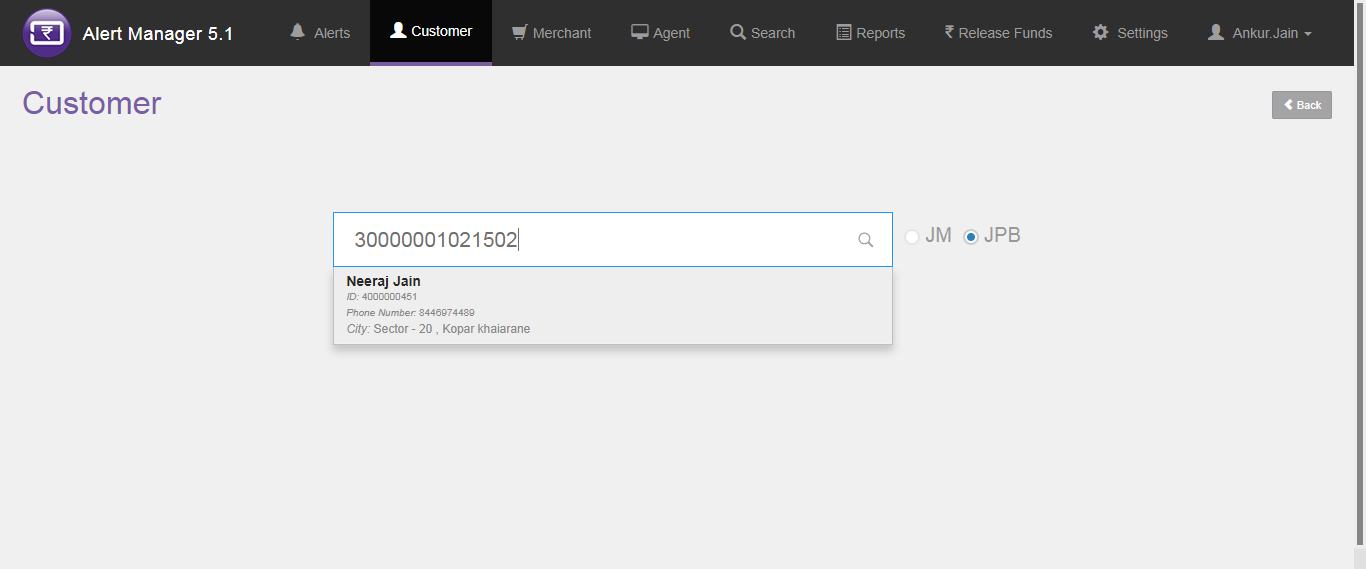 Alert Manager 5.1 Alerts Customer Merchant Agent Search Reports ₹ Release Funds Settings Ankur.Jain
Customer
Back
30000001021502 JM JPB
Neeraj Jain
ID: 4000000451
Phone Number: 8446974489
City: Sector - 20 , Kopar khaiarane